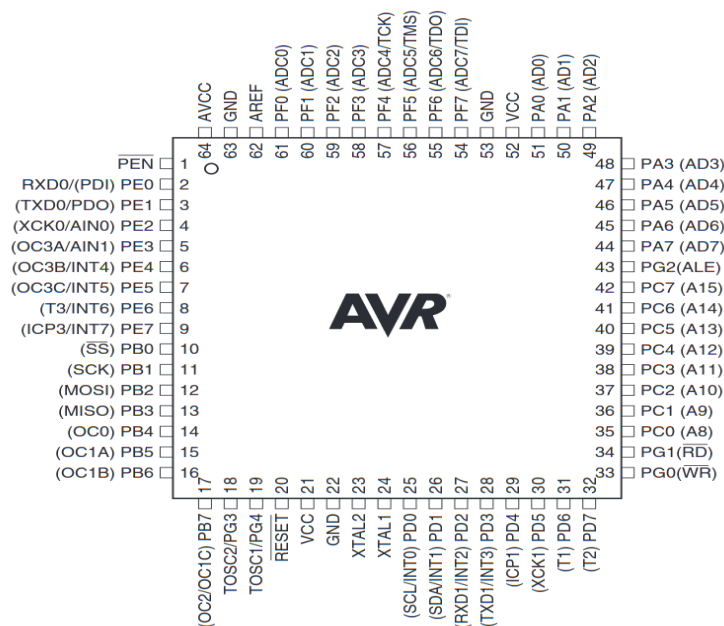 AVCC
GND
AREF
PF0 (ADC0)
PF1 (ADC1)
PF2 (ADC2)
PF3 (ADC3)
PF4 (ADC4/TCK)
PF5 (ADC5/TMS)
PF6 (ADC6/TDO)
PF7 (ADC7/TDI)
GND
VCC
PA0 (AD0)
PA1 (AD1)
PA2 (AD2)
64
63
62
61
60
59
58
57
56
55
54
53
52
51
50
49
PEN 1
RXD0/(PDI) PE0 2
(TXD0/PDO) PE1 3
(XCK0/AIN0) PE2 4
(OC3A/AIN1) PE3 5
(OC3B/INT4) PE4 6
(OC3C/INT5) PE5 7
(T3/INT6) PE6 8
(ICP3/INT7) PE7 9
(SS) PB0 10
(SCK) PB1 11
(MOSI) PB2 12
(MISO) PB3 13
(OC0) PB4 14
(OC1A) PB5 15
(OC1B) PB6 16
AVR®
48 PA3 (AD3)
47 PA4 (AD4)
46 PA5 (AD5)
45 PA6 (AD6)
44 PA7 (AD7)
43 PG2(ALE)
42 PC7 (A15)
41 PC6 (A14)
40 PC5 (A13)
39 PC4 (A12)
38 PC3 (A11)
37 PC2 (A10)
36 PC1 (A9)
35 PC0 (A8)
34 PG1(RD)
33 PG0(WR)
17
18
19
20
21
22
23
24
25
26
27
28
29
30
31
32
(OC2/OC1C) PB7
TOSC2/PG3
TOSC1/PG4
RESET
VCC
GND
XTAL2
XTAL1
(SCL/INT0) PD0
(SDA/INT1) PD1
(RXD1/INT2) PD2
(TXD1/INT3) PD3
(ICP1) PD4
(XCK1) PD5
(T1) PD6
(T2) PD7